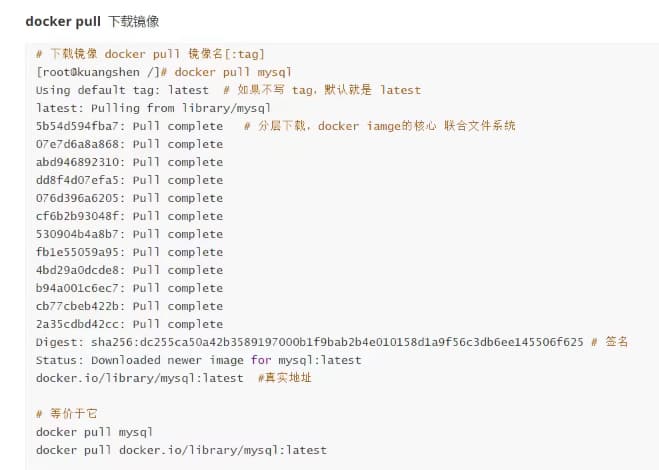 docker pull 下载镜像
# 下载镜像 docker pull 镜像名[:tag]
[root@kuangshen /]# docker pull mysql
Using default tag: latest  # 如果不写 tag，默认就是 latest
latest: Pulling from library/mysql
5b54d594fba7: Pull complete   # 分层下载，docker iamge的核心 联合文件系统
07e7d6a8a868: Pull complete
abd946892310: Pull complete
dd8f4d07efa5: Pull complete
076d396a6205: Pull complete
cf6b2b93048f: Pull complete
530904b4a8b7: Pull complete
fb1e55059a95: Pull complete
4bd29a0dcde8: Pull complete
b94a001c6ec7: Pull complete
cb77cbeb422b: Pull complete
2a35cdbd42cc: Pull complete
Digest: sha256:dc255ca50a42b3589197000b1f9bab2b4e010158d1a9f56c3db6ee145506f625 # 签名
Status: Downloaded newer image for mysql:latest
docker.io/library/mysql:latest  #真实地址
# 等价于它
docker pull mysql
docker pull docker.io/library/mysql:latest